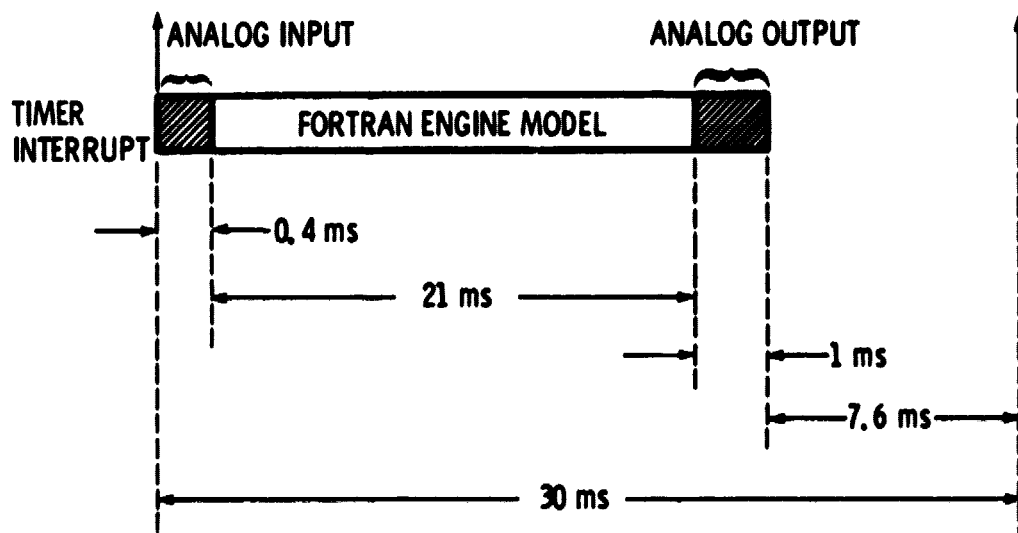 ANALOG INPUT
ANALOG OUTPUT
TIMER
INTERRUPT
FORTRAN ENGINE MODEL
0.4 ms
21 ms
1 ms
7.6 ms
30 ms